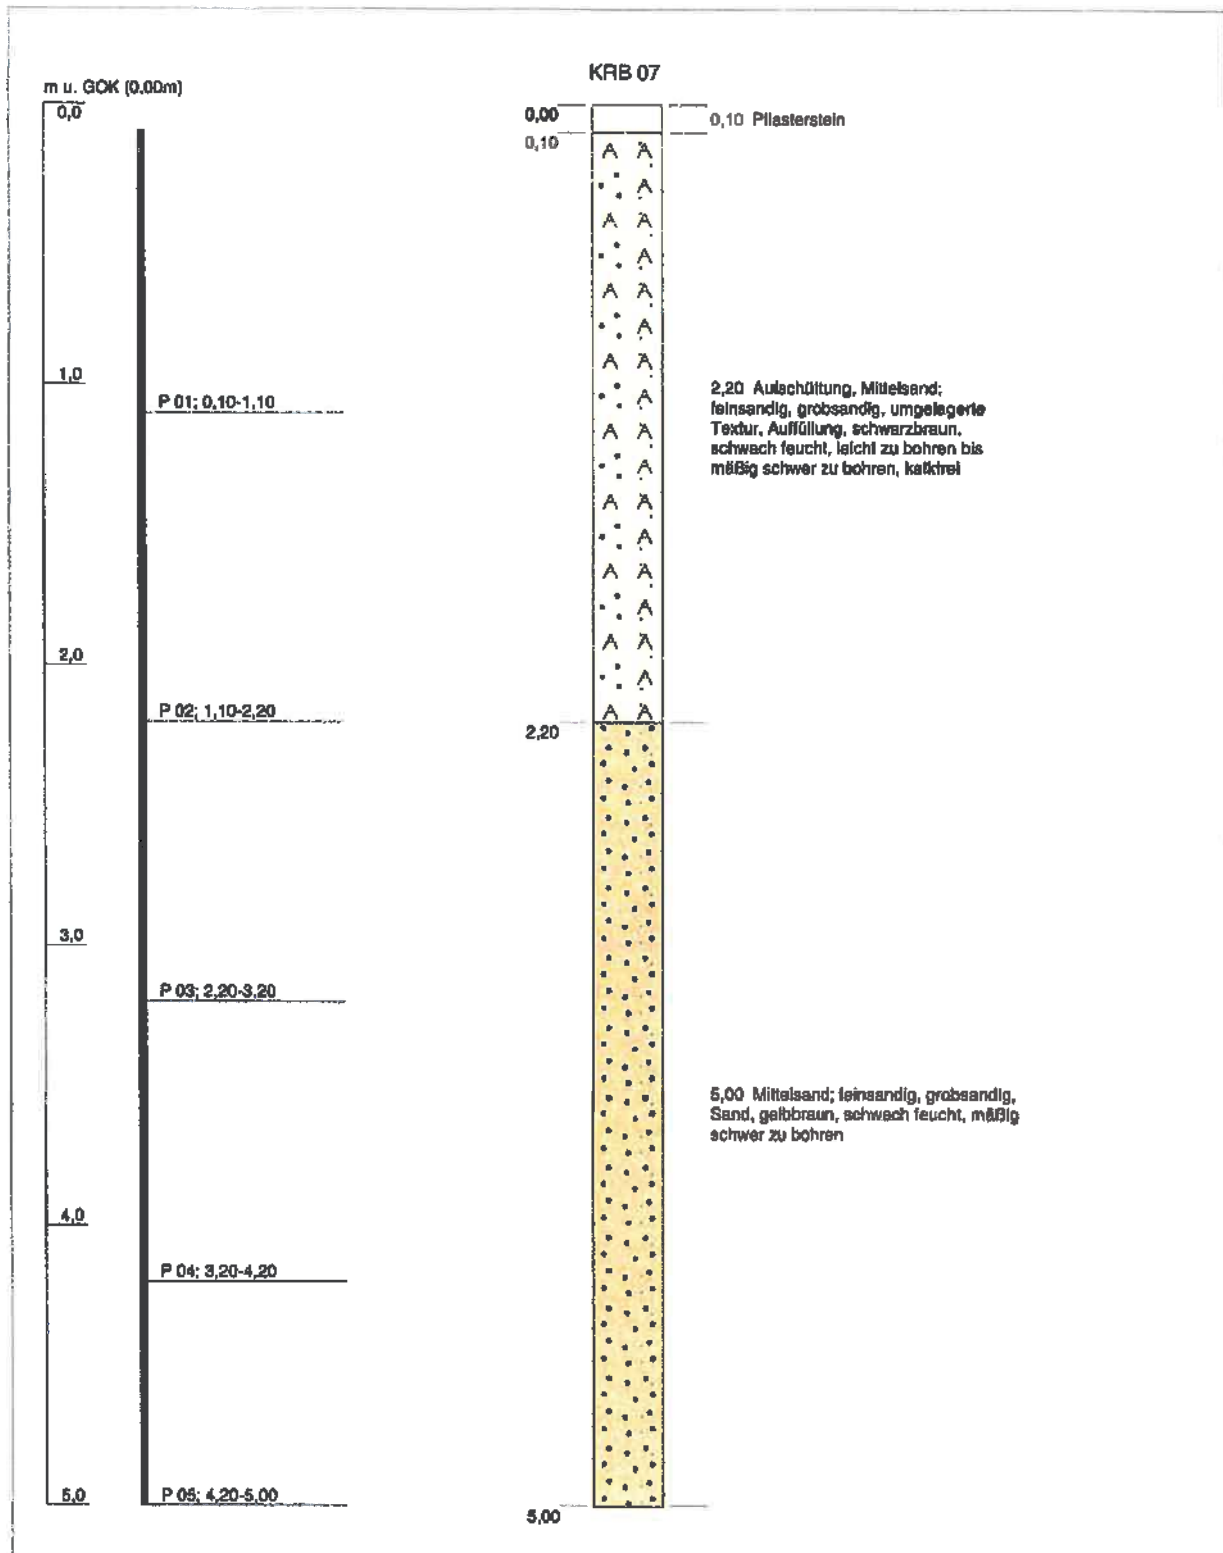 KRB 07
m u. GOK (0.00m)
0,0
0,00
0,10 Pflasterstein
0,10
1,0
P 01; 0,10-1,10
2,20 Aufschüttung, Mittelsand;
feinsandig, grobsandig, umgelagerte
Textur, Auffüllung, schwarzbraun,
schwach feucht, leicht zu bohren bis
mäßig schwer zu bohren, kalkfrei
2,0
P 02; 1,10-2,20
2,20
3,0
P 03; 2,20-3,20
5,00 Mittelsand; feinsandig, grobsandig,
Sand, gelbbraun, schwach feucht, mäßig
schwer zu bohren
4,0
P 04; 3,20-4,20
5,0
P 05; 4,20-5,00
5,00